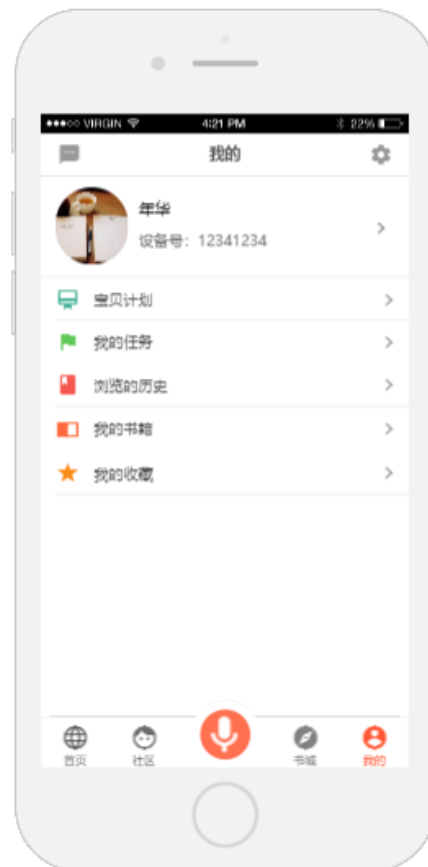 VIRGIN 4:21 PM 22%
我的
年华
设备号: 12341234
宝贝计划
我的任务
浏览的历史
我的书籍
我的收藏
首页 社区 书城 我的